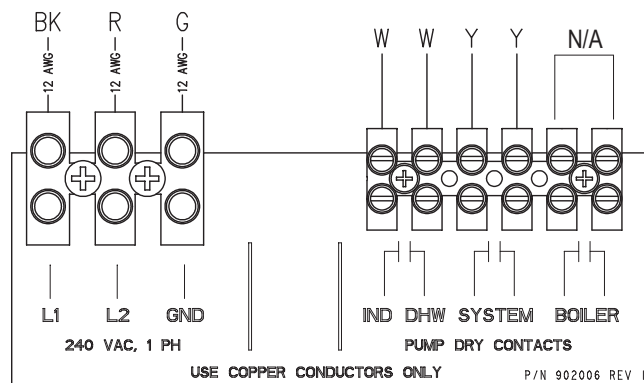 BK R G
12 AWG 12 AWG 12 AWG
W W Y Y N/A
L1 L2 GND IND DHW SYSTEM BOILER
240 VAC, 1 PH PUMP DRY CONTACTS
USE COPPER CONDUCTORS ONLY P/N 902006 REV